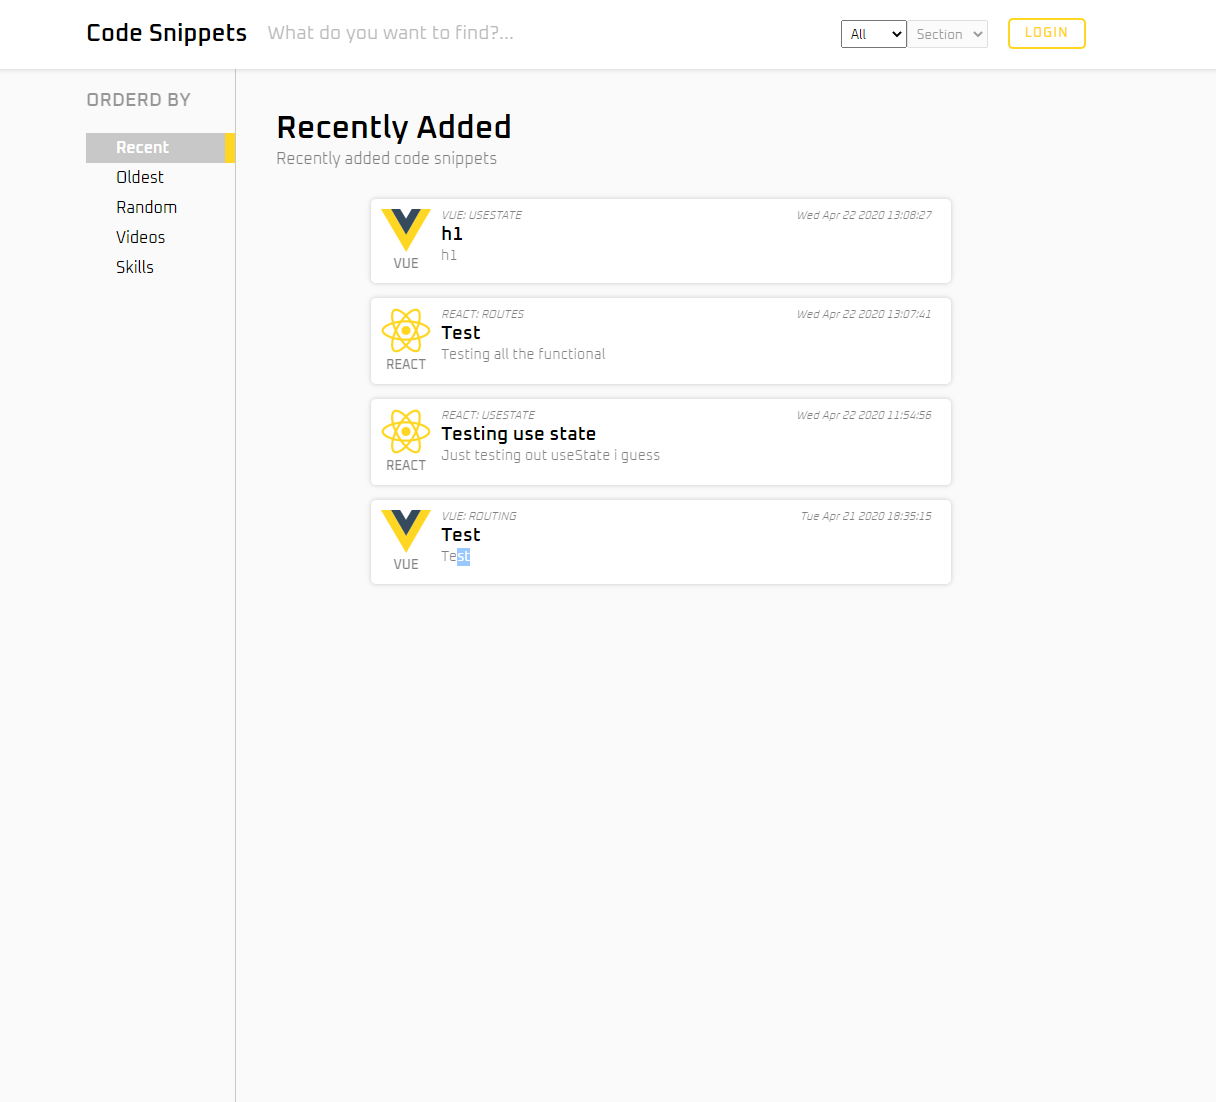 Code Snippets
What do you want to find?...
All
Section
LOGIN
ORDERD BY
Recent
Oldest
Random
Videos
Skills
Recently Added
Recently added code snippets
VUE: USESTATE
Wed Apr 22 2020 13:08:27
h1
h1
VUE
REACT: ROUTES
Wed Apr 22 2020 13:07:41
Test
Testing all the functional
REACT
REACT: USESTATE
Wed Apr 22 2020 11:54:56
Testing use state
Just testing out useState i guess
REACT
VUE: ROUTING
Tue Apr 21 2020 18:35:15
Test
Test
VUE